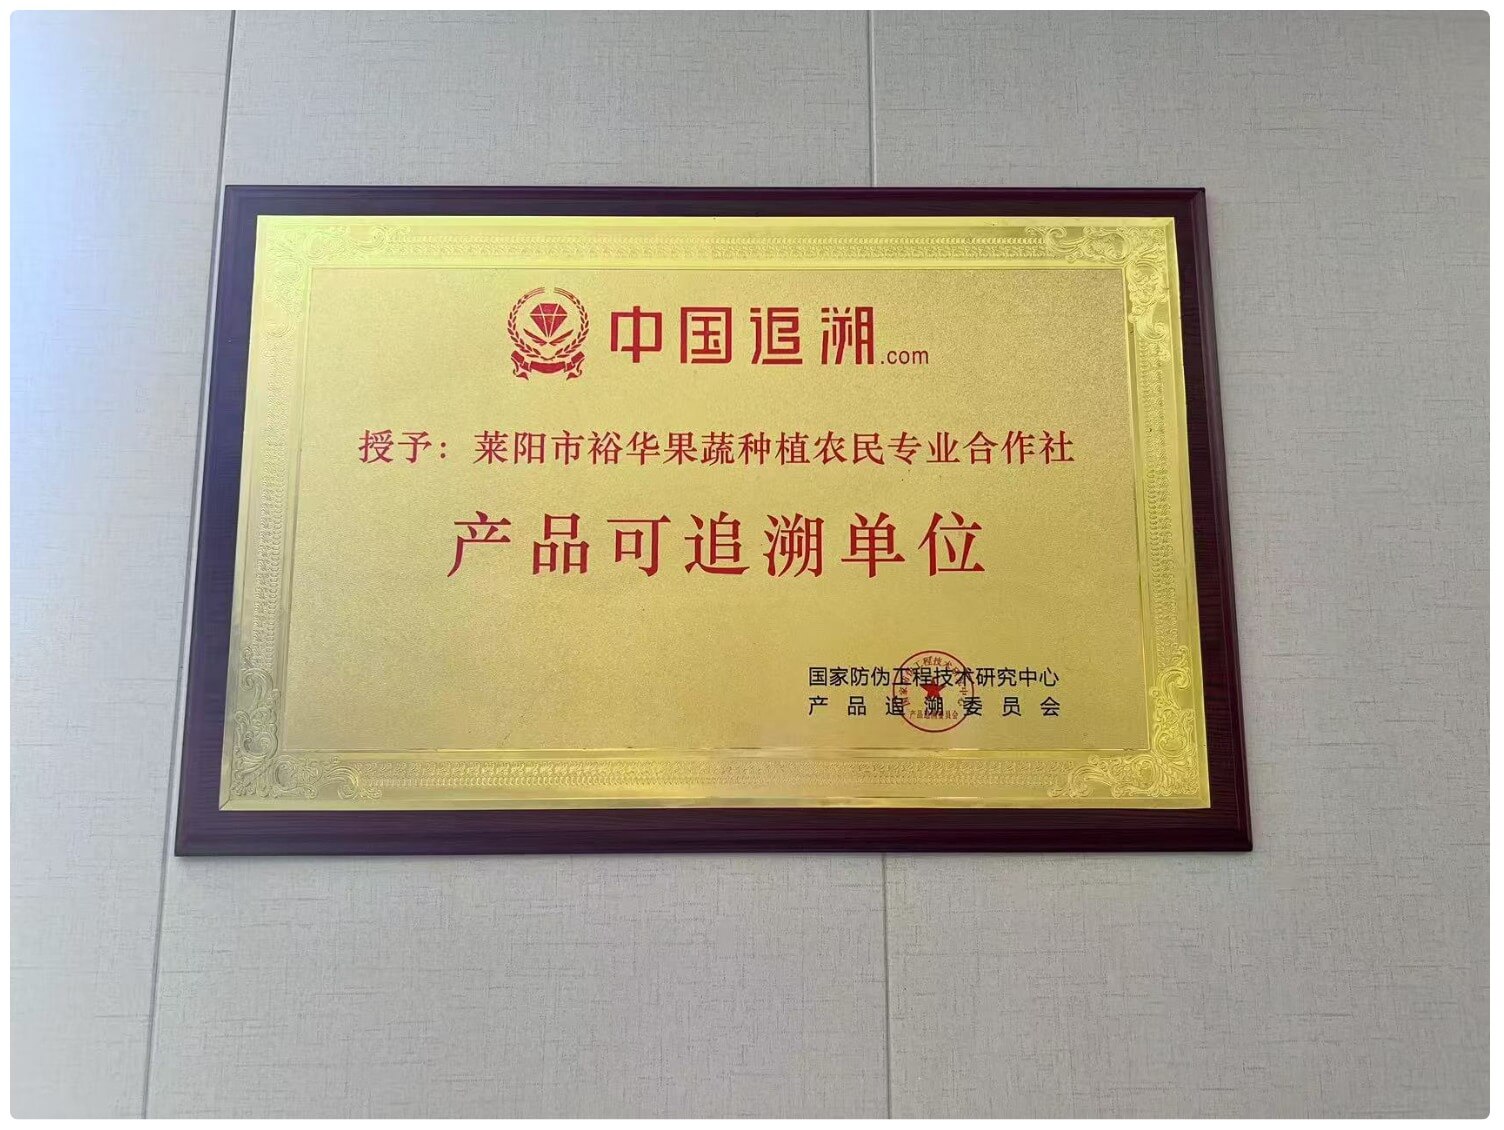 中国追溯.com
授予：莱阳市裕华果蔬种植农民专业合作社
产品可追溯单位
国家防伪工程技术研究中心
产品追溯委员会